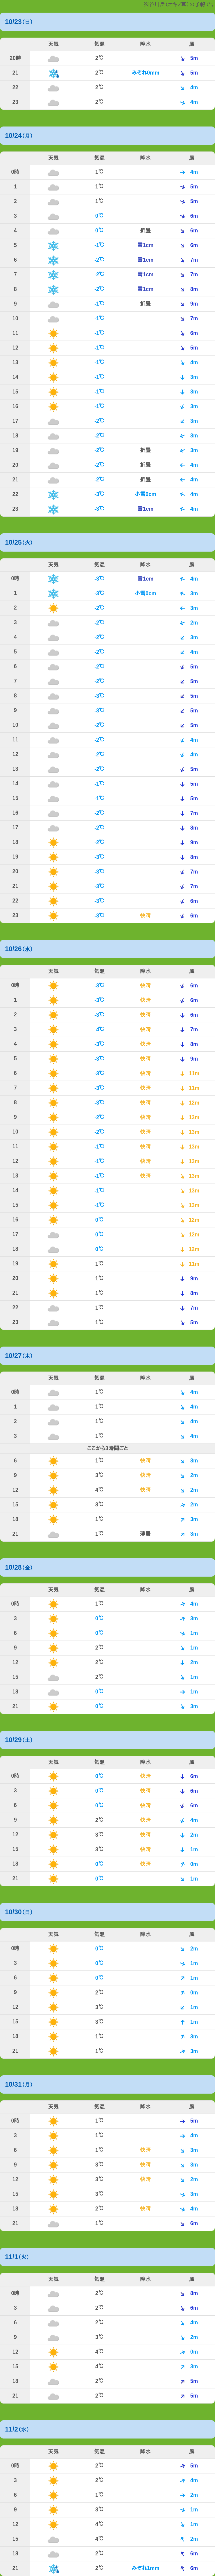 10/23(日)
天気 気温 降水 風
20時 2℃ 5m
21 2℃ みぞれ0mm 5m
22 2℃ 4m
23 2℃ 4m
10/24(月)
天気 気温 降水 風
0時 1℃ 4m
1 1℃ 5m
2 1℃ 5m
3 0℃ 6m
4 0℃ 折曇 6m
5 -1℃ 雪1cm 6m
6 -2℃ 雪1cm 7m
7 -2℃ 雪1cm 7m
8 -2℃ 雪1cm 8m
9 -1℃ 折曇 9m
10 -1℃ 7m
11 -1℃ 6m
12 -1℃ 5m
13 -1℃ 4m
14 -1℃ 3m
15 -1℃ 3m
16 -1℃ 3m
17 -2℃ 3m
18 -2℃ 3m
19 -2℃ 折曇 3m
20 -2℃ 折曇 4m
21 -2℃ 折曇 4m
22 -3℃ 小雪0cm 4m
23 -3℃ 雪1cm 4m
10/25(火)
天気 気温 降水 風
0時 -3℃ 雪1cm 4m
1 -3℃ 小雪0cm 3m
2 -2℃ 3m
3 -2℃ 2m
4 -2℃ 3m
5 -2℃ 4m
6 -2℃ 5m
7 -2℃ 5m
8 -3℃ 5m
9 -3℃ 5m
10 -2℃ 5m
11 -2℃ 4m
12 -2℃ 4m
13 -2℃ 5m
14 -1℃ 5m
15 -1℃ 5m
16 -2℃ 7m
17 -2℃ 8m
18 -2℃ 9m
19 -3℃ 8m
20 -3℃ 7m
21 -3℃ 7m
22 -3℃ 6m
23 -3℃ 快晴 6m
10/26(水)
天気 気温 降水 風
0時 -3℃ 快晴 6m
1 -3℃ 快晴 6m
2 -3℃ 快晴 6m
3 -4℃ 快晴 7m
4 -3℃ 快晴 8m
5 -3℃ 快晴 9m
6 -3℃ 快晴 11m
7 -3℃ 快晴 11m
8 -3℃ 快晴 12m
9 -2℃ 快晴 13m
10 -2℃ 快晴 13m
11 -1℃ 快晴 13m
12 -1℃ 快晴 13m
13 -1℃ 快晴 13m
14 -1℃ 13m
15 -1℃ 12m
16 0℃ 12m
17 0℃ 12m
18 0℃ 12m
19 1℃ 11m
20 1℃ 9m
21 1℃ 8m
22 1℃ 7m
23 1℃ 5m
10/27(木)
天気 気温 降水 風
0時 1℃ 4m
1 1℃ 4m
2 1℃ 4m
3 1℃ 4m
ここから3時間ごと
6 1℃ 快晴 3m
9 3℃ 快晴 2m
12 4℃ 快晴 2m
15 3℃ 2m
18 1℃ 3m
21 1℃ 薄曇 3m
10/28(金)
天気 気温 降水 風
0時 1℃ 4m
3 0℃ 3m
6 0℃ 1m
9 2℃ 1m
12 2℃ 2m
15 2℃ 1m
18 0℃ 1m
21 0℃ 3m
10/29(土)
天気 気温 降水 風
0時 0℃ 快晴 6m
3 0℃ 快晴 6m
6 0℃ 快晴 6m
9 2℃ 快晴 4m
12 3℃ 快晴 2m
15 3℃ 快晴 1m
18 0℃ 快晴 0m
21 0℃ 1m
10/30(日)
天気 気温 降水 風
0時 0℃ 2m
3 0℃ 1m
6 0℃ 1m
9 2℃ 0m
12 3℃ 1m
15 3℃ 1m
18 1℃ 3m
21 1℃ 3m
10/31(月)
天気 気温 降水 風
0時 1℃ 5m
3 1℃ 4m
6 1℃ 快晴 3m
9 3℃ 快晴 3m
12 3℃ 快晴 2m
15 3℃ 3m
18 2℃ 快晴 4m
21 1℃ 6m
11/1(火)
天気 気温 降水 風
0時 2℃ 8m
3 2℃ 6m
6 2℃ 4m
9 3℃ 2m
12 4℃ 0m
15 4℃ 3m
18 2℃ 5m
21 2℃ 5m
11/2(水)
天気 気温 降水 風
0時 2℃ 5m
3 2℃ 4m
6 1℃ 2m
9 3℃ 1m
12 4℃ 1m
15 4℃ 2m
18 2℃ 6m
21 2℃ みぞれ1mm 6m